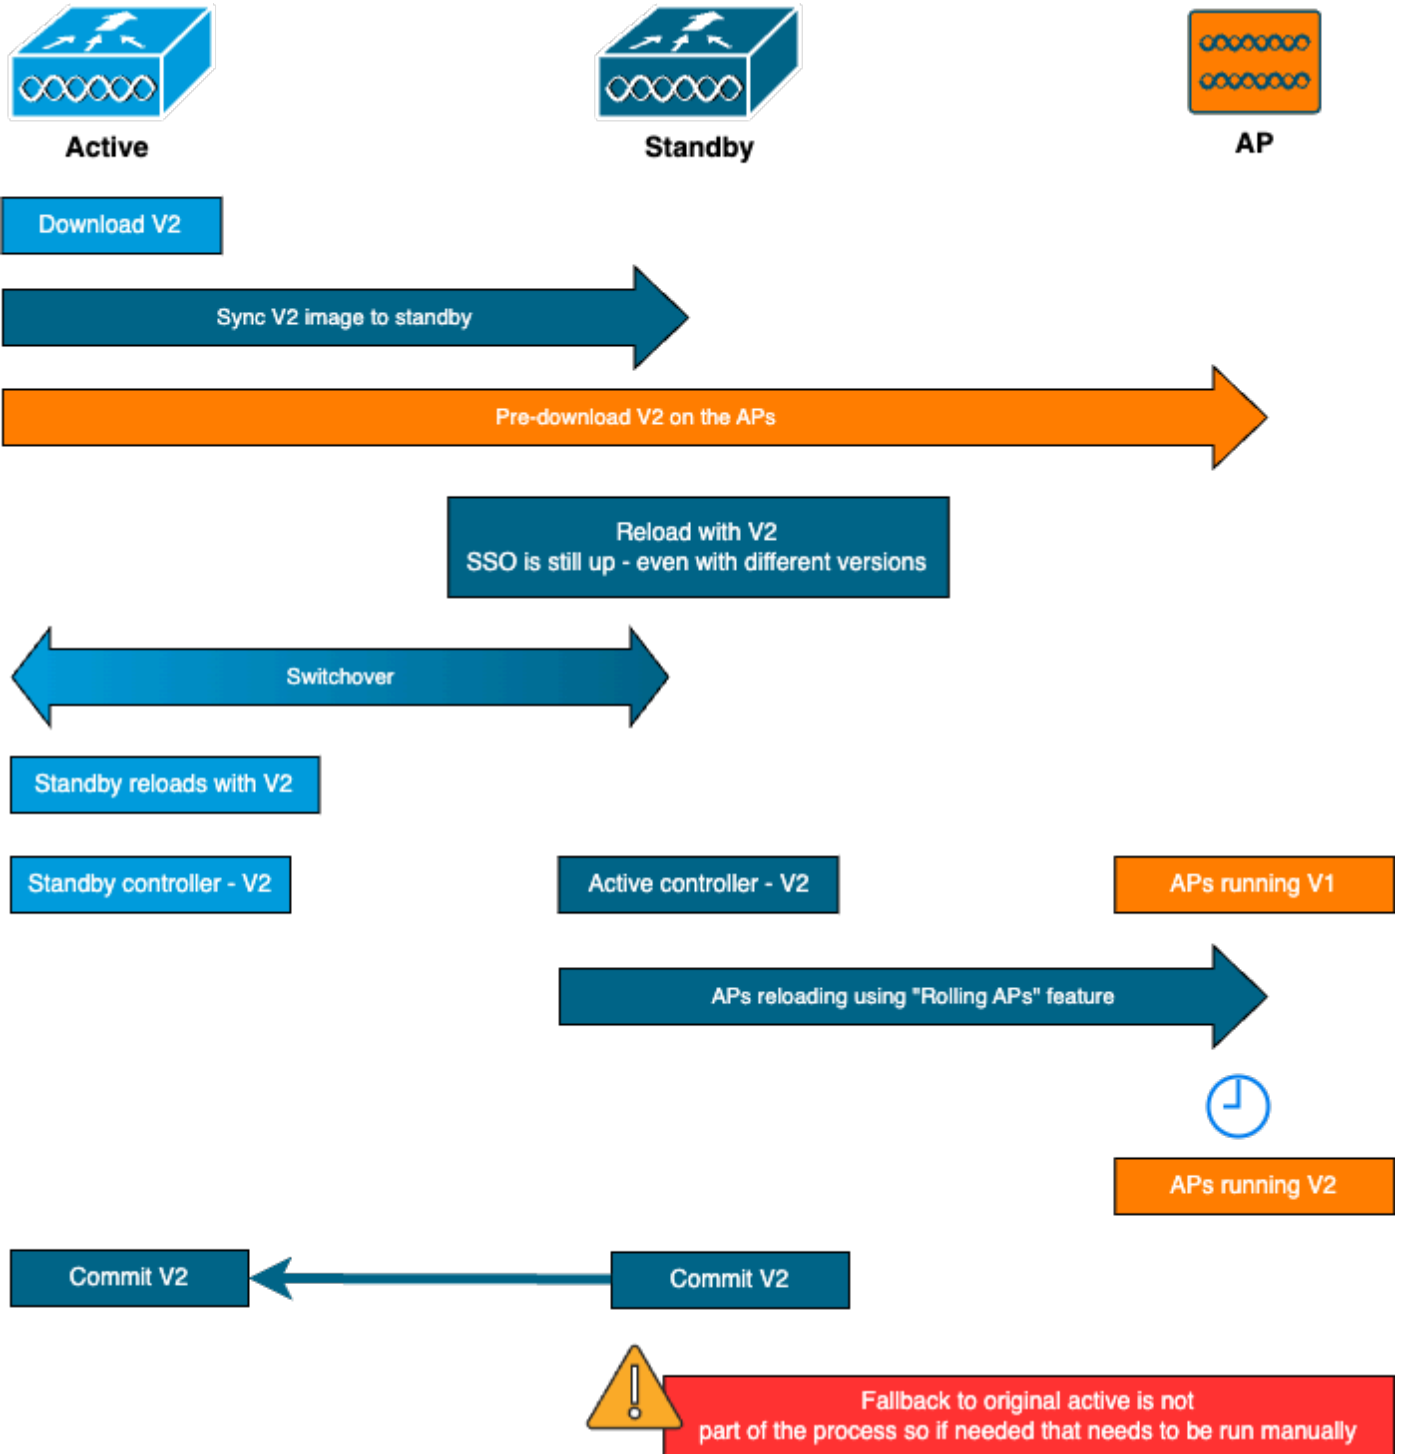 Active
Standby
AP
Download V2
Sync V2 image to standby
Pre-download V2 on the APs
Reload with V2
SSO is still up - even with different versions
Switchover
Standby reloads with V2
Standby controller - V2
Active controller - V2
APs running V1
APs reloading using "Rolling APs" feature
APs running V2
Commit V2
Commit V2
Fallback to original active is not
part of the process so if needed that needs to be run manually